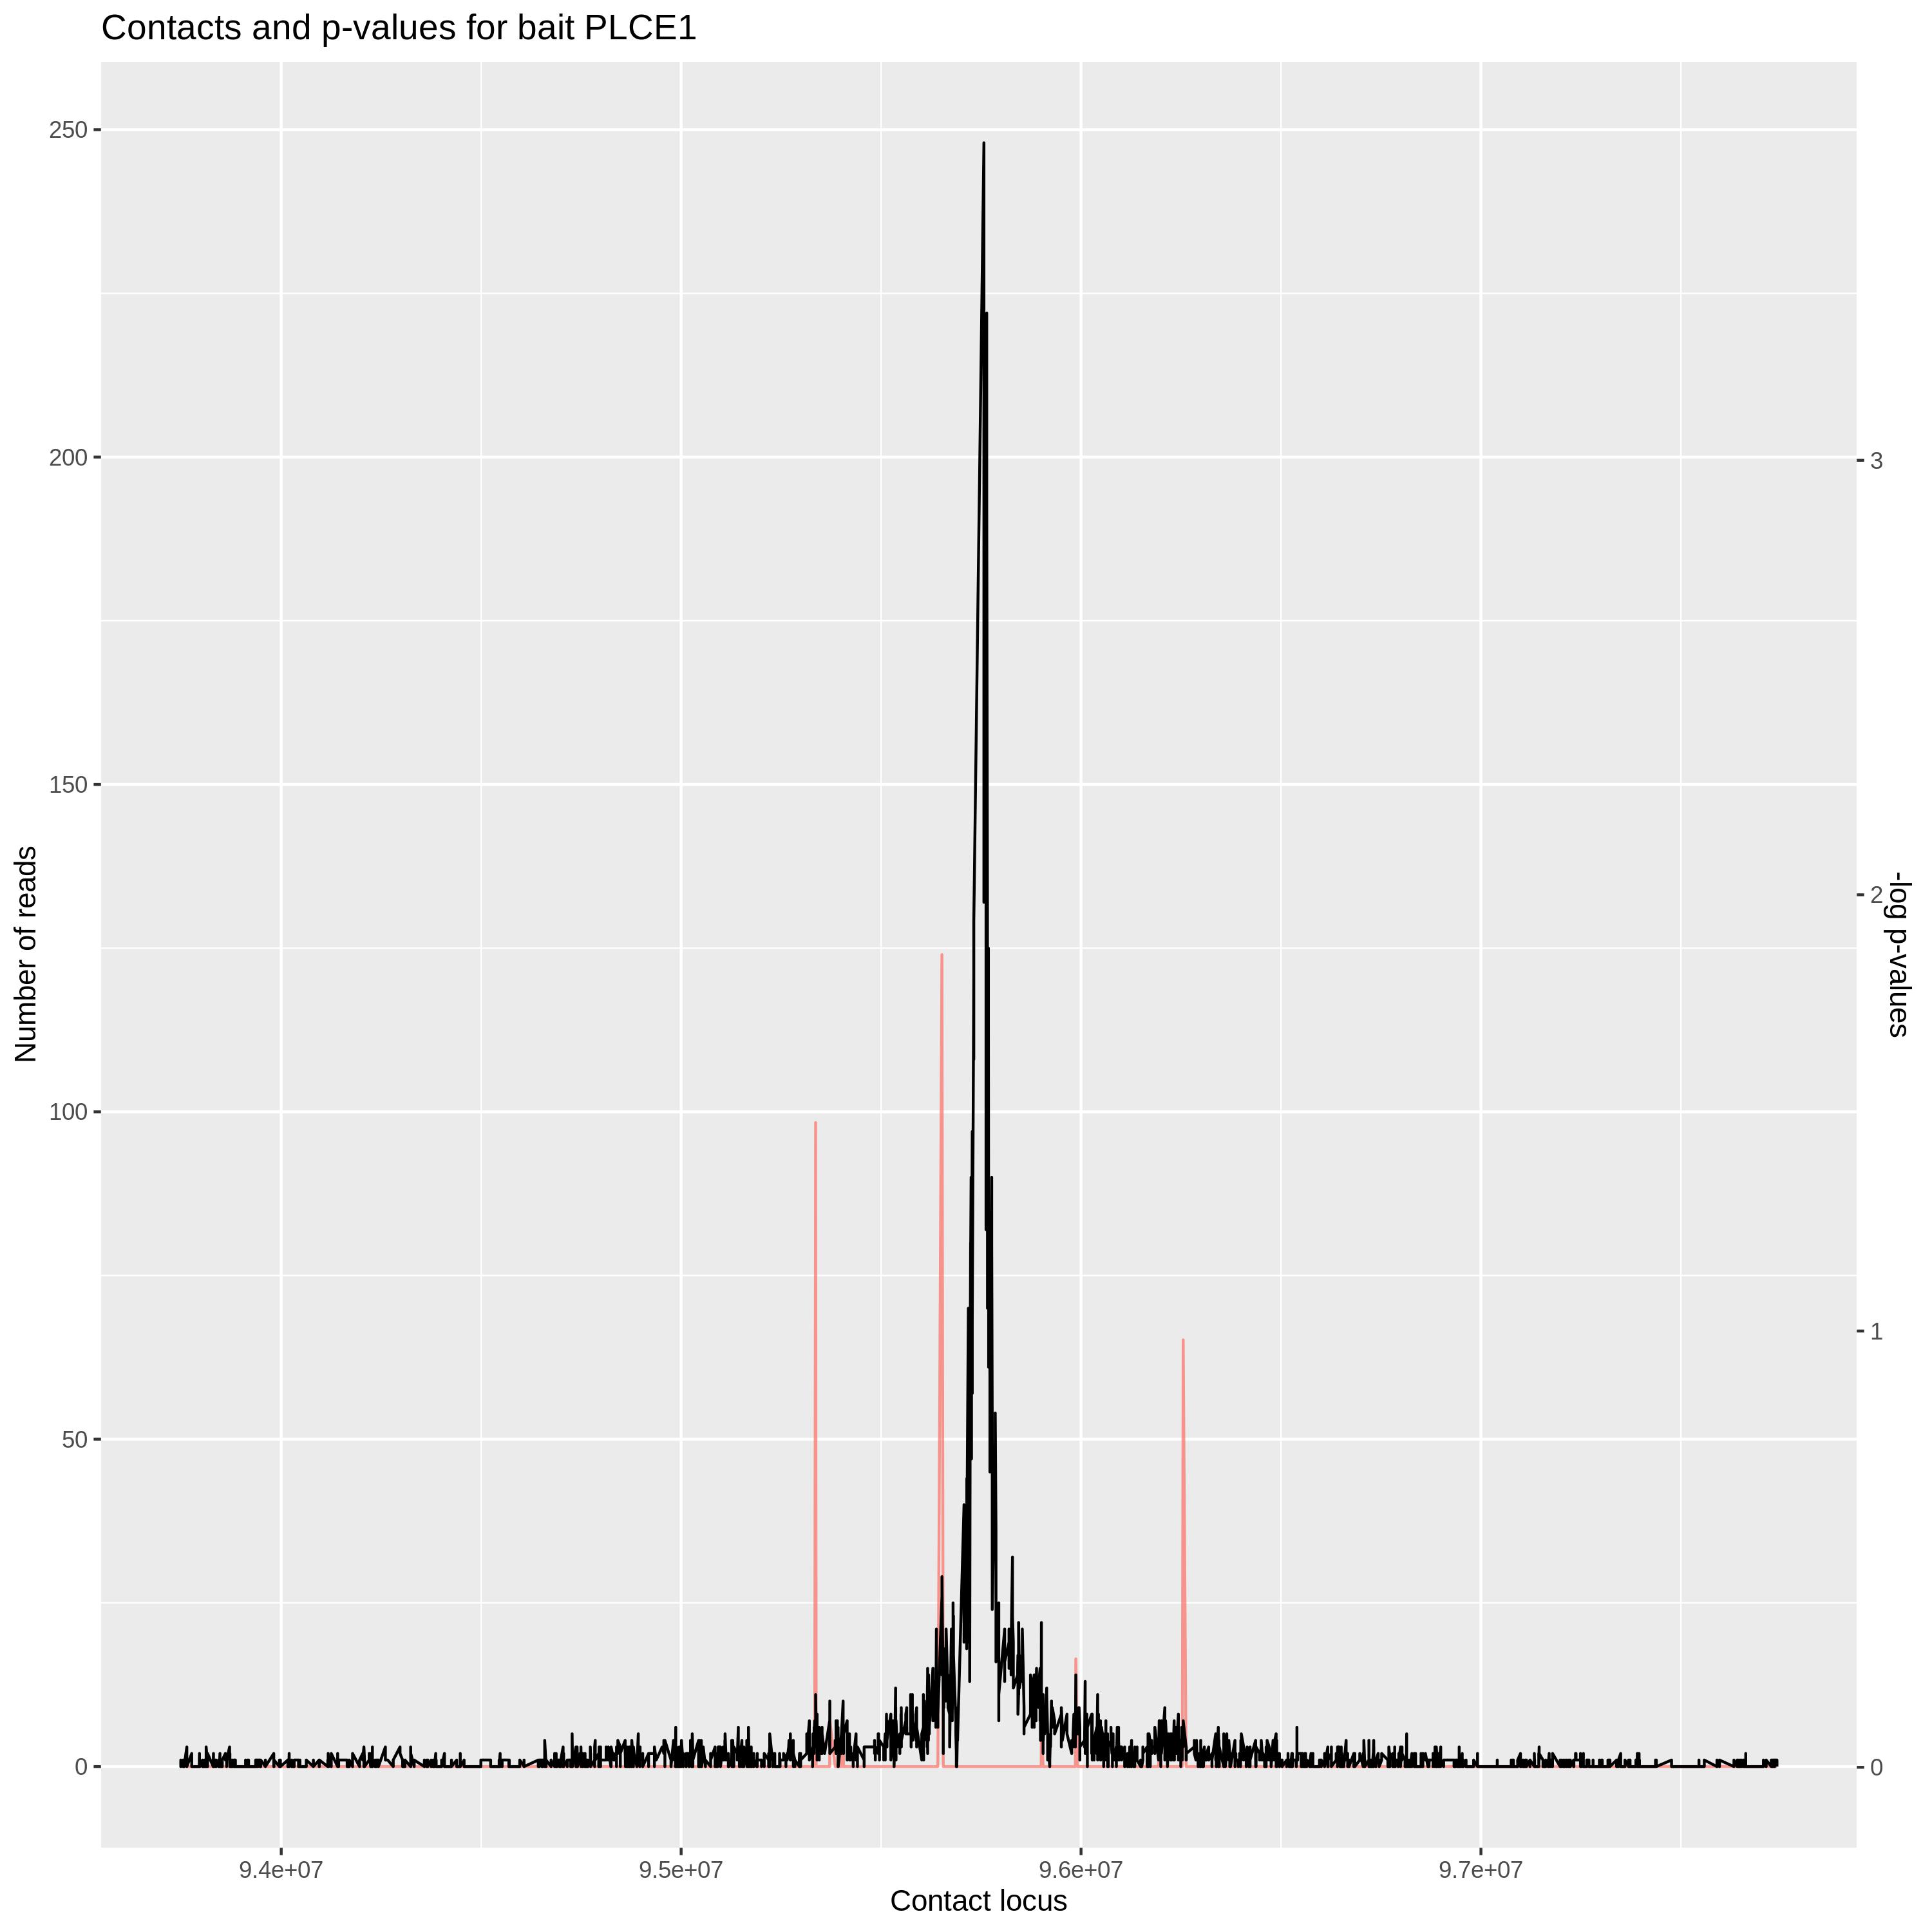 Contacts and p-values for bait PLCE1
250
200
150
100
50
0
Number of reads
3
2
1
0
-log p-values
9.4e+07
9.5e+07
9.6e+07
9.7e+07
Contact locus